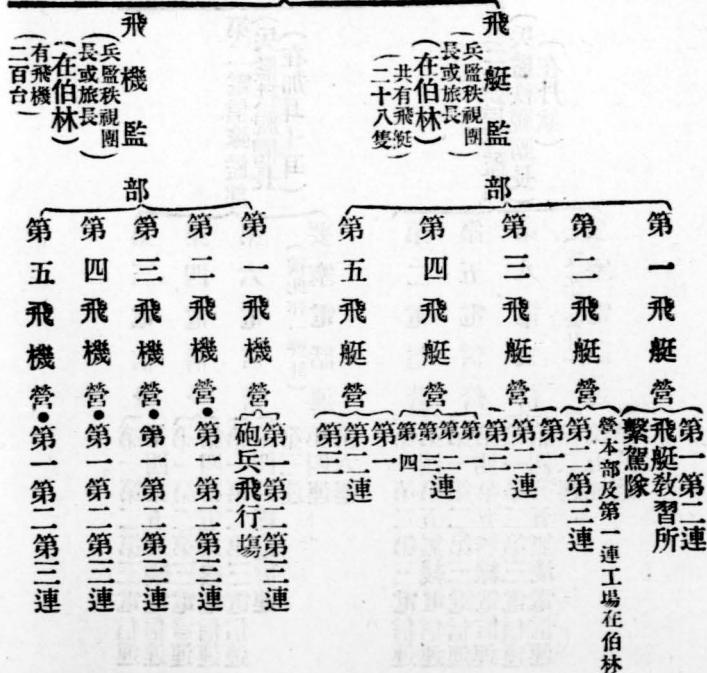 飛艇監部
(兵監秩視團
長或旅長)
(在伯林)
(共有飛艇
二十八隻)
第一飛艇營
第一第二連
飛艇教習所
繫駕隊
第二飛艇營
營本部及第一連工場在伯林
第二第三連
第三飛艇營
第一
第二連
第三
第四飛艇營
第一
第二
第三連
第四
第五飛艇營
第一
第二連
第三
飛機監部
(兵監秩視團
長或旅長)
(在伯林)
(有飛機
二百台)
第一飛機營
第一第二第三連
砲兵飛行塲
第二飛機營•第一第二第三連
第三飛機營•第一第二第三連
第四飛機營•第一第二第三連
第五飛機營•第一第二第三連